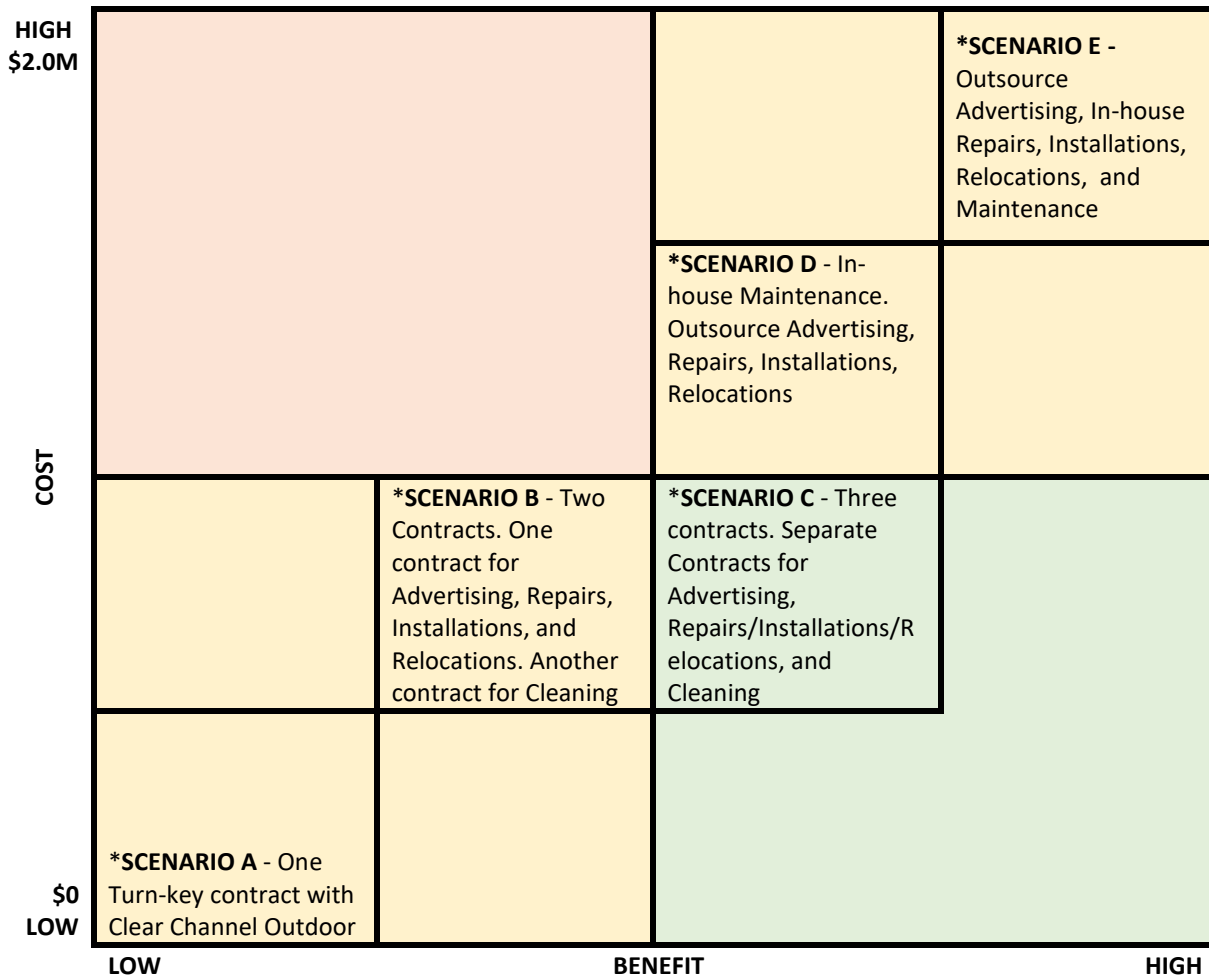 HIGH
$2.0M
*SCENARIO E -
Outsource
Advertising, In-house
Repairs, Installations,
Relocations, and
Maintenance
*SCENARIO D - In-
house Maintenance.
Outsource Advertising,
Repairs, Installations,
Relocations
COST
*SCENARIO B - Two
Contracts. One
contract for
Advertising, Repairs,
Installations, and
Relocations. Another
contract for Cleaning
*SCENARIO C - Three
contracts. Separate
Contracts for
Advertising,
Repairs/Installations/R
elocations, and
Cleaning
*SCENARIO A - One
Turn-key contract with
Clear Channel Outdoor
$0
LOW
LOW
BENEFIT
HIGH